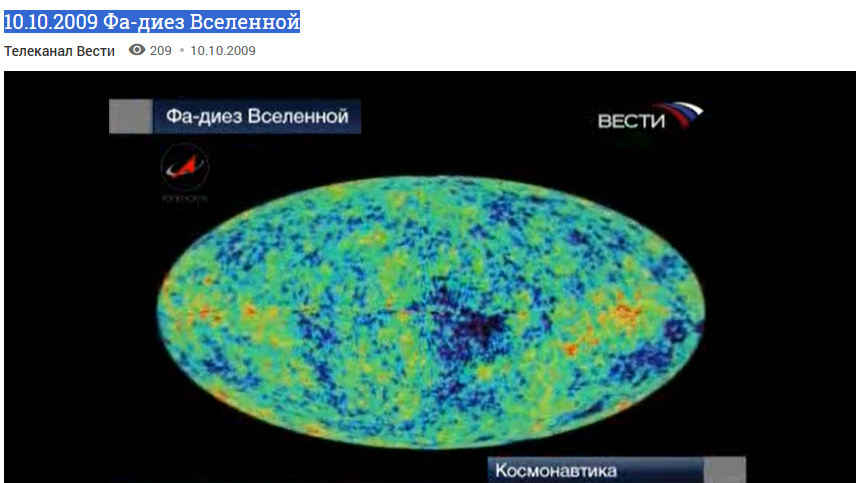 10.10.2009 Фа-диез Вселенной
Телеканал Вести 209 • 10.10.2009
Фа-диез Вселенной
ВЕСТИ
Космонавтика